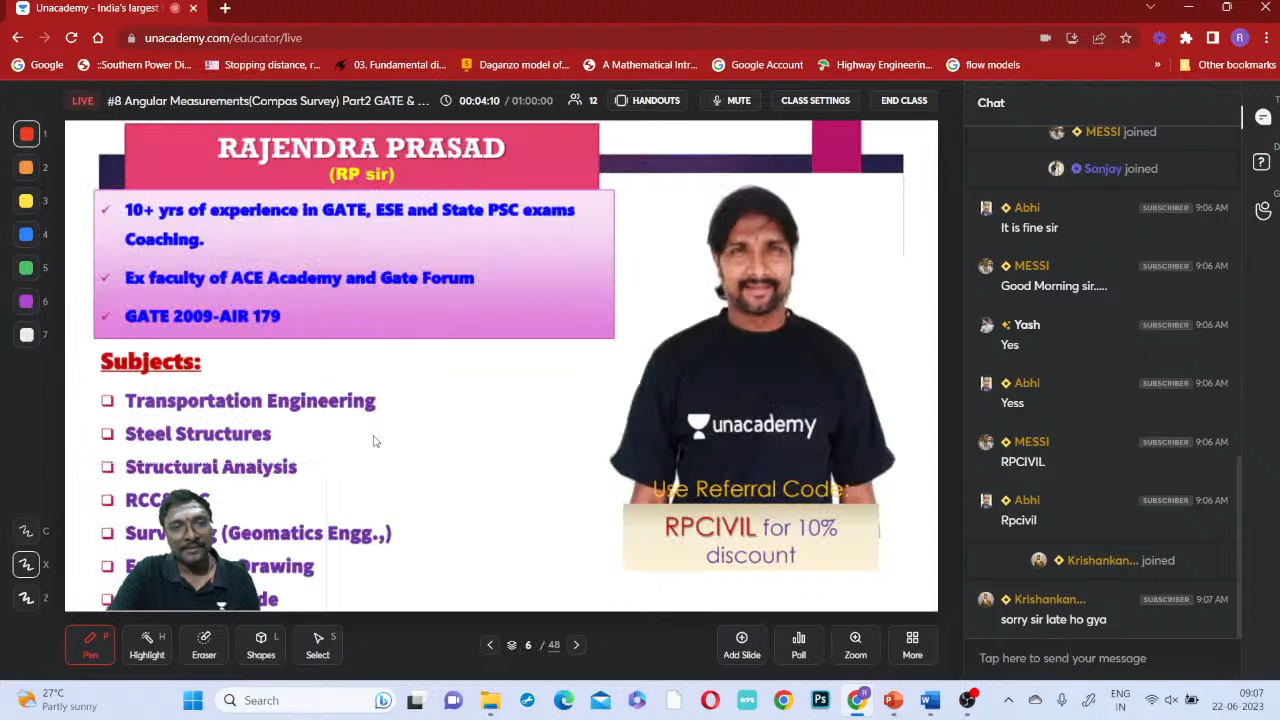 Unacademy - India's largest
unacademy.com/educator/live
Google
::Southern Power Di...
Stopping distance, r...
03. Fundamental di...
Daganzo model of...
A Mathematical Intr...
Google Account
Highway Engineerin...
flow models
»
Other bookmarks
LIVE #8 Angular Measurements(Compas Survey) Part2 GATE & ... 00:04:10 / 01:00:00 12 HANDOUTS MUTE CLASS SETTINGS END CLASS
1
2
3
4
5
6
7
C
X
Z
RAJENDRA PRASAD
(RP sir)
10+ yrs of experience in GATE, ESE and State PSC exams
Coaching.
Ex faculty of ACE Academy and Gate Forum
GATE 2009-AIR 179
Subjects:
Transportation Engineering
Steel Structures
Structural Analysis
(Geomatics Engg.,)
unacademy
Use Referral Code:
RPCIVIL for 10%
discount
Chat
MESSI joined
Sanjay joined
Abhi SUBSCRIBER 9:06 AM
It is fine sir
MESSI SUBSCRIBER 9:06 AM
Good Morning sir.....
Yash SUBSCRIBER 9:06 AM
Yes
Abhi SUBSCRIBER 9:06 AM
Yess
MESSI SUBSCRIBER 9:06 AM
RPCIVIL
Abhi SUBSCRIBER 9:06 AM
Rpcivil
Krishankan... joined
Krishankan... SUBSCRIBER 9:07 AM
sorry sir late ho gya
Tap here to send your message
P
Pen
H
Highlight
Eraser
L
Shapes
S
Select
6 / 48
Add Slide
Poll
Zoom
More
27°C
Partly sunny
Search
ENG
IN
09:07
22-06-2023